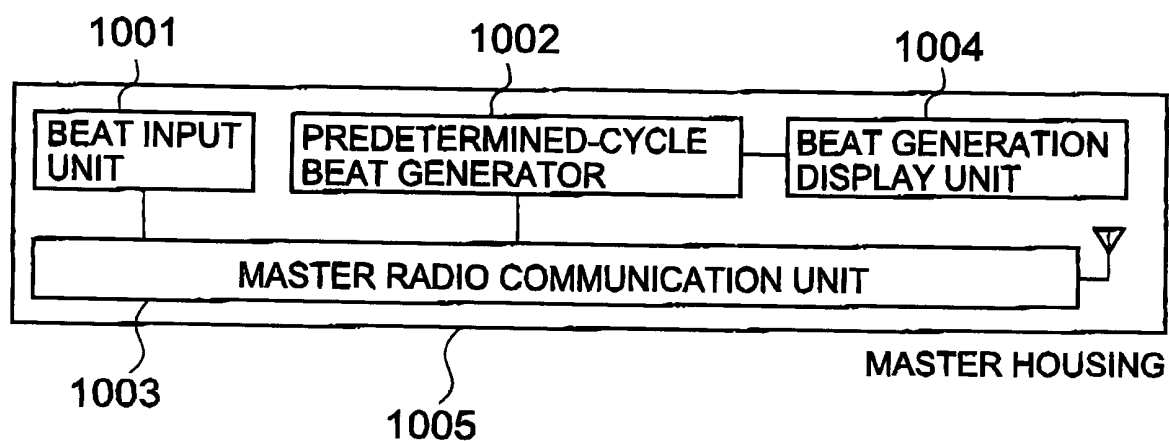 1001
1002
1004
BEAT INPUT
UNIT
PREDETERMINED-CYCLE
BEAT GENERATOR
BEAT GENERATION
DISPLAY UNIT
MASTER RADIO COMMUNICATION UNIT
MASTER HOUSING
1003
1005